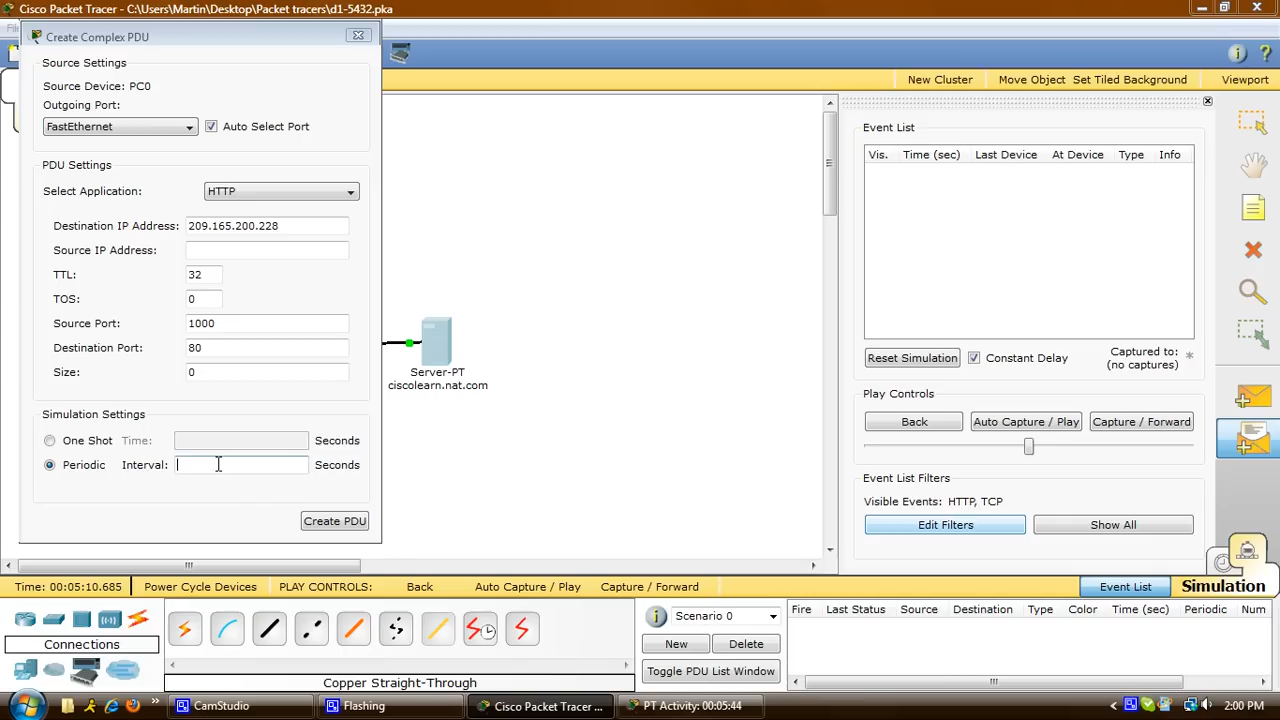 Cisco Packet Tracer - C:\Users\Martin\Desktop\Packet tracers\d1-5432.pka
Create Complex PDU
New Cluster Move Object Set Tiled Background Viewport
Source Settings
Source Device: PC0
Outgoing Port:
FastEthernet Auto Select Port
PDU Settings
Select Application: HTTP
Destination IP Address: 209.165.200.228
Source IP Address:
TTL: 32
TOS: 0
Source Port: 1000
Destination Port: 80
Size: 0
Simulation Settings
One Shot Time: Seconds
Periodic Interval: Seconds
Create PDU
Server-PT
ciscolearn.nat.com
Event List
Vis. Time (sec) Last Device At Device Type Info
Reset Simulation Constant Delay Captured to: *
(no captures)
Play Controls
Back Auto Capture / Play Capture / Forward
Event List Filters
Visible Events: HTTP, TCP
Edit Filters Show All
Time: 00:05:10.685 Power Cycle Devices PLAY CONTROLS: Back Auto Capture / Play Capture / Forward Event List Simulation
Connections
Copper Straight-Through
Scenario 0
New Delete
Toggle PDU List Window
Fire Last Status Source Destination Type Color Time (sec) Periodic Num
CamStudio Flashing Cisco Packet Tracer ... PT Activity: 00:05:44 2:00 PM